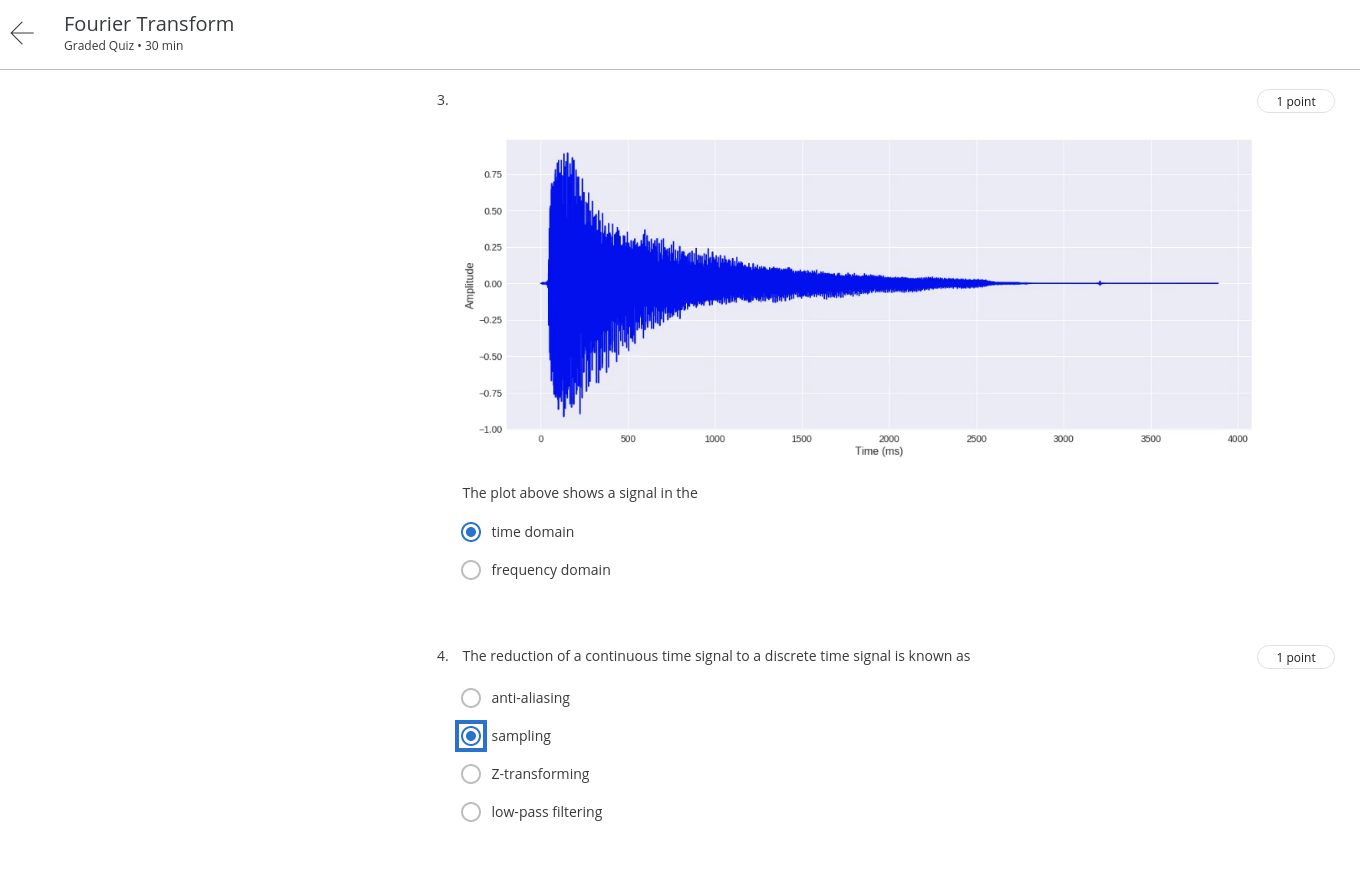 Fourier Transform
Graded Quiz • 30 min
3.
1 point
0.75
0.50
0.25
0.00
−0.25
−0.50
−0.75
−1.00
Amplitude
0 500 1000 1500 2000 2500 3000 3500 4000
Time (ms)
The plot above shows a signal in the
time domain
frequency domain
4. The reduction of a continuous time signal to a discrete time signal is known as
1 point
anti-aliasing
sampling
Z-transforming
low-pass filtering